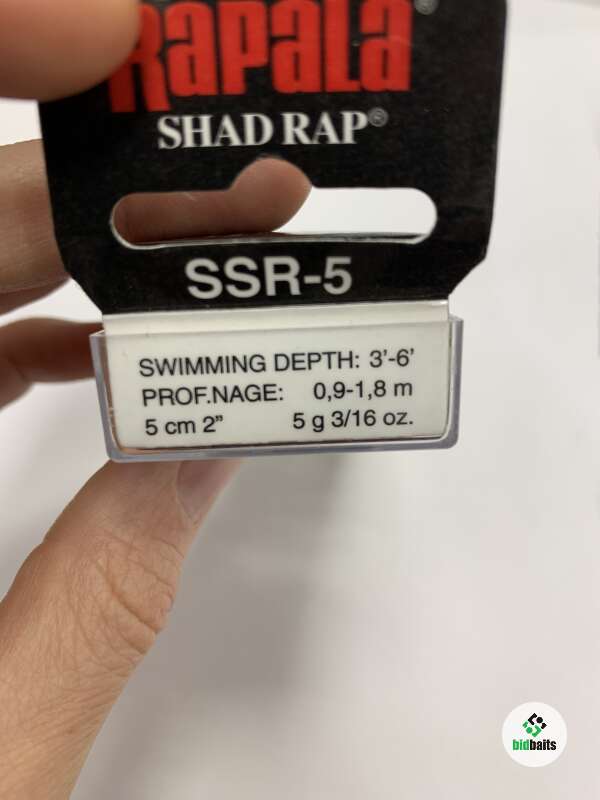 Rapala®
SHAD RAP®
SSR-5
SWIMMING DEPTH: 3'-6'
PROF.NAGE: 0,9-1,8 m
5 cm 2” 5 g 3/16 oz.
bidbaits